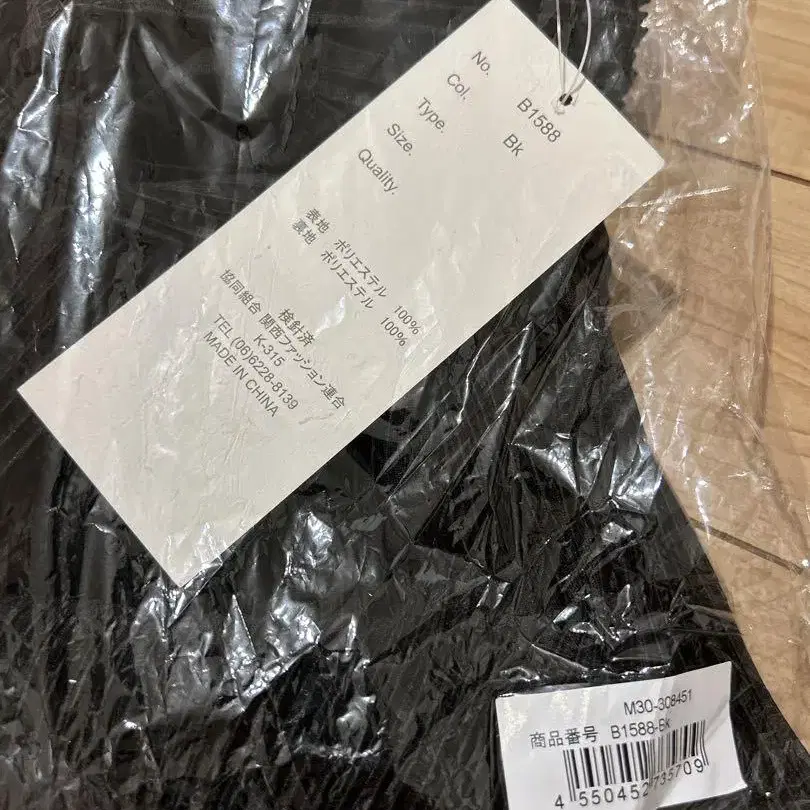 No. B1588
Col. Bk
Type.
Size.
Quality.
表地 ポリエステル 100%
裏地 ポリエステル 100%
検針済
協同組合 関西ファッション連合
K-315
TEL (06)6228-8139
MADE IN CHINA
M30-308451
商品番号 B1588-Bk
4 550452 735709